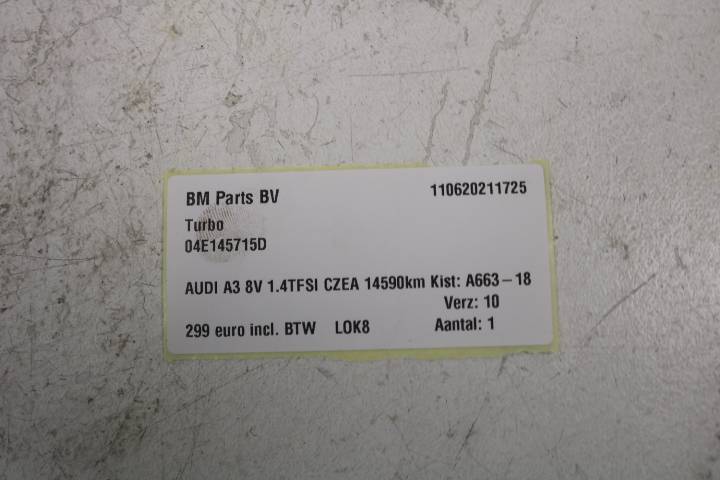 BM Parts BV 110620211725
Turbo
04E145715D
AUDI A3 8V 1.4TFSI CZEA 14590km Kist: A663-18
Verz: 10
299 euro incl. BTW LOK8 Aantal: 1